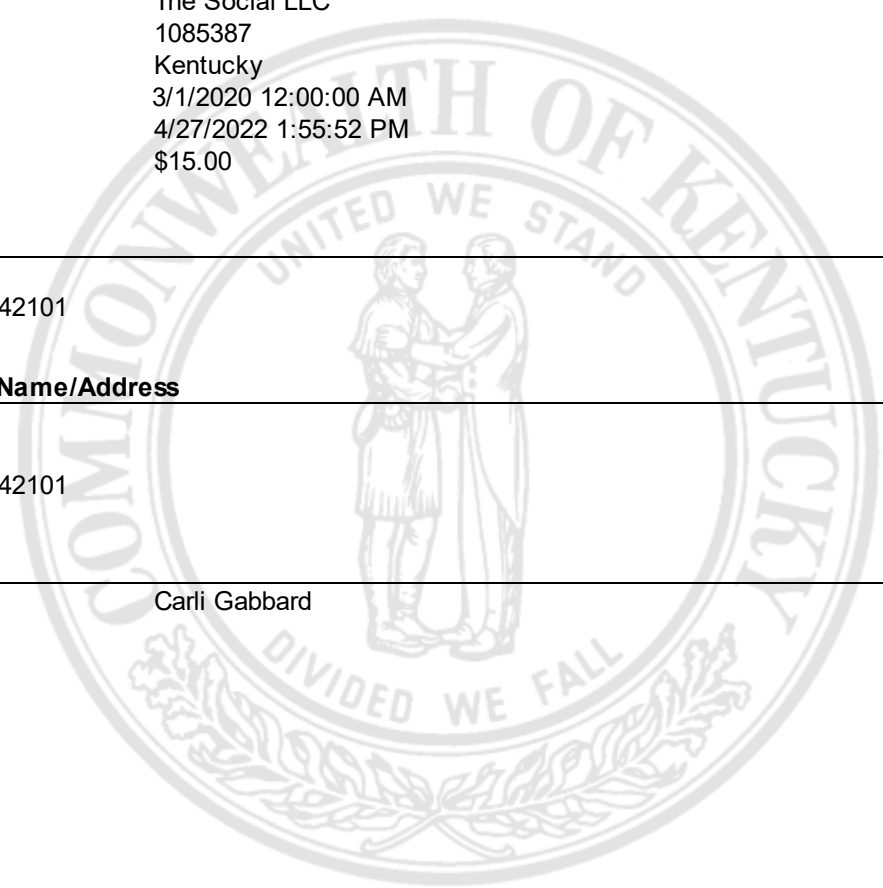 The Social LLC
1085387
Kentucky
3/1/2020 12:00:00 AM
4/27/2022 1:55:52 PM
$15.00
42101
Name/Address
42101
Carli Gabbard
COMMONWEALTH OF KENTUCKY
UNITED WE STAND
DIVIDED WE FALL